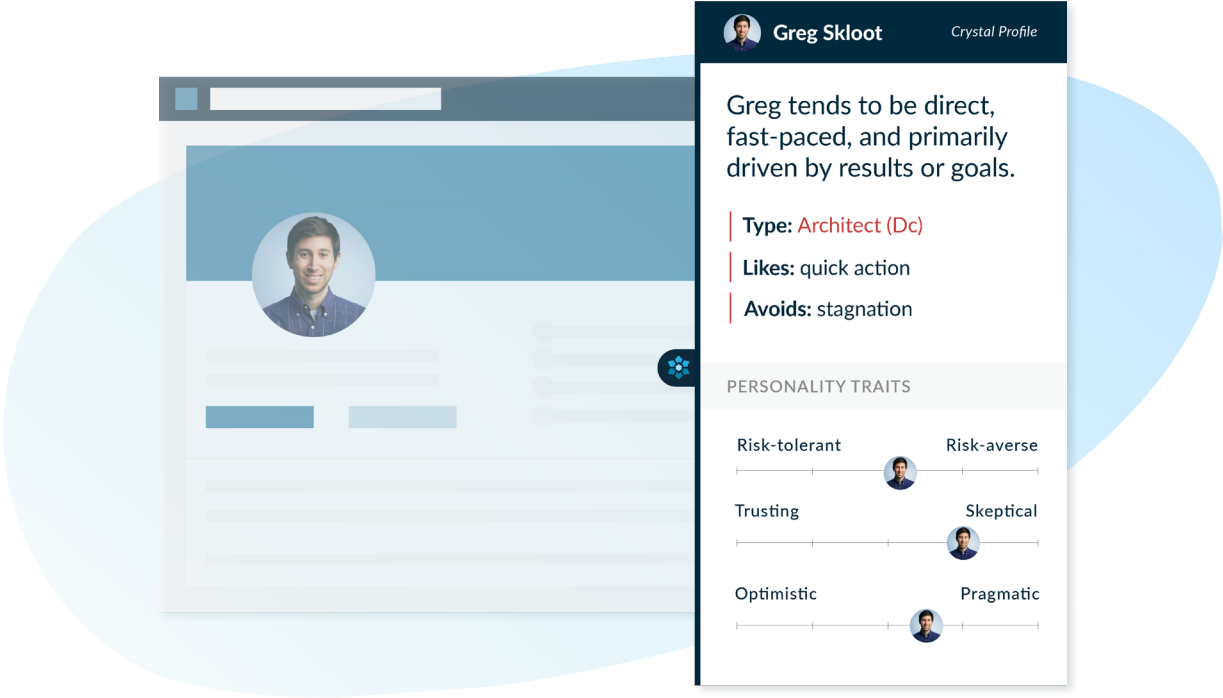 Greg Skloot
Crystal Profile
Greg tends to be direct,
fast-paced, and primarily
driven by results or goals.
Type: Architect (Dc)
Likes: quick action
Avoids: stagnation
PERSONALITY TRAITS
Risk-tolerant Risk-averse
Trusting Skeptical
Optimistic Pragmatic